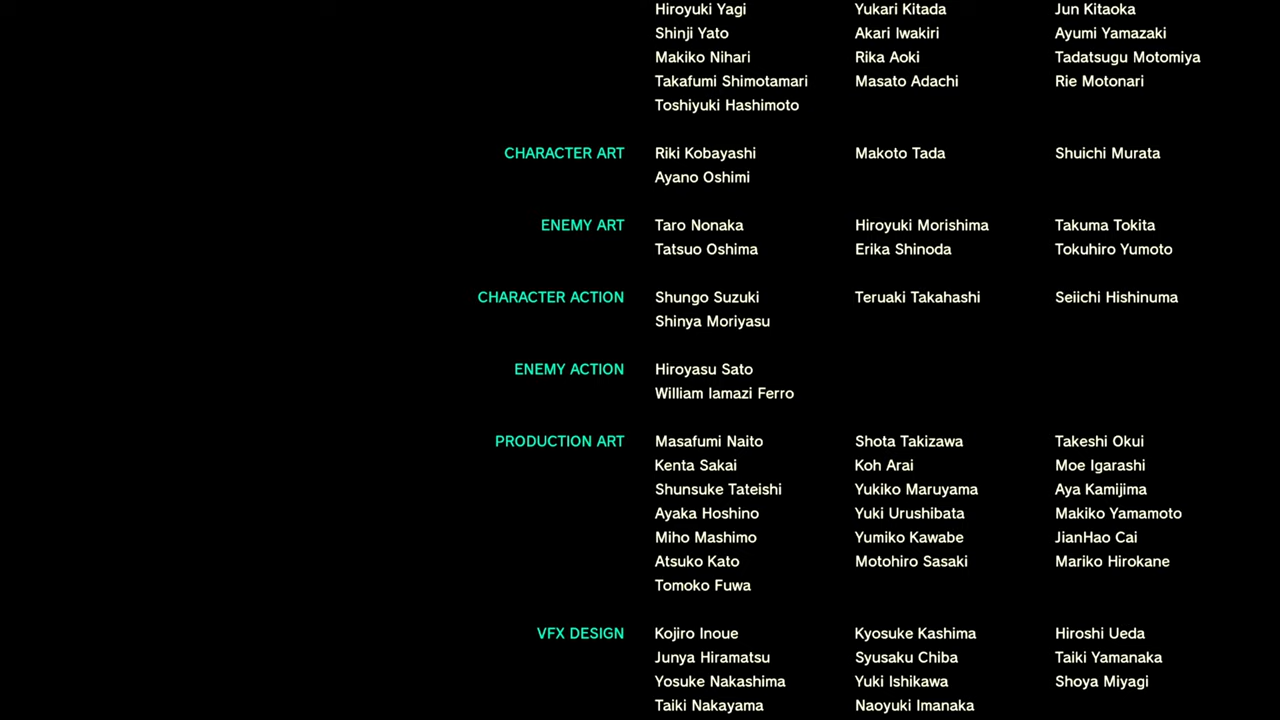 Hiroyuki Yagi Yukari Kitada Jun Kitaoka
Shinji Yato Akari Iwakiri Ayumi Yamazaki
Makiko Nihari Rika Aoki Tadatsugu Motomiya
Takafumi Shimotamari Masato Adachi Rie Motonari
Toshiyuki Hashimoto
CHARACTER ART Riki Kobayashi Makoto Tada Shuichi Murata
Ayano Oshimi
ENEMY ART Taro Nonaka Hiroyuki Morishima Takuma Tokita
Tatsuo Oshima Erika Shinoda Tokuhiro Yumoto
CHARACTER ACTION Shungo Suzuki Teruaki Takahashi Seiichi Hishinuma
Shinya Moriyasu
ENEMY ACTION Hiroyasu Sato
William Iamazi Ferro
PRODUCTION ART Masafumi Naito Shota Takizawa Takeshi Okui
Kenta Sakai Koh Arai Moe Igarashi
Shunsuke Tateishi Yukiko Maruyama Aya Kamijima
Ayaka Hoshino Yuki Urushibata Makiko Yamamoto
Miho Mashimo Yumiko Kawabe JianHao Cai
Atsuko Kato Motohiro Sasaki Mariko Hirokane
Tomoko Fuwa
VFX DESIGN Kojiro Inoue Kyosuke Kashima Hiroshi Ueda
Junya Hiramatsu Syusaku Chiba Taiki Yamanaka
Yosuke Nakashima Yuki Ishikawa Shoya Miyagi
Taiki Nakayama Naoyuki Imanaka